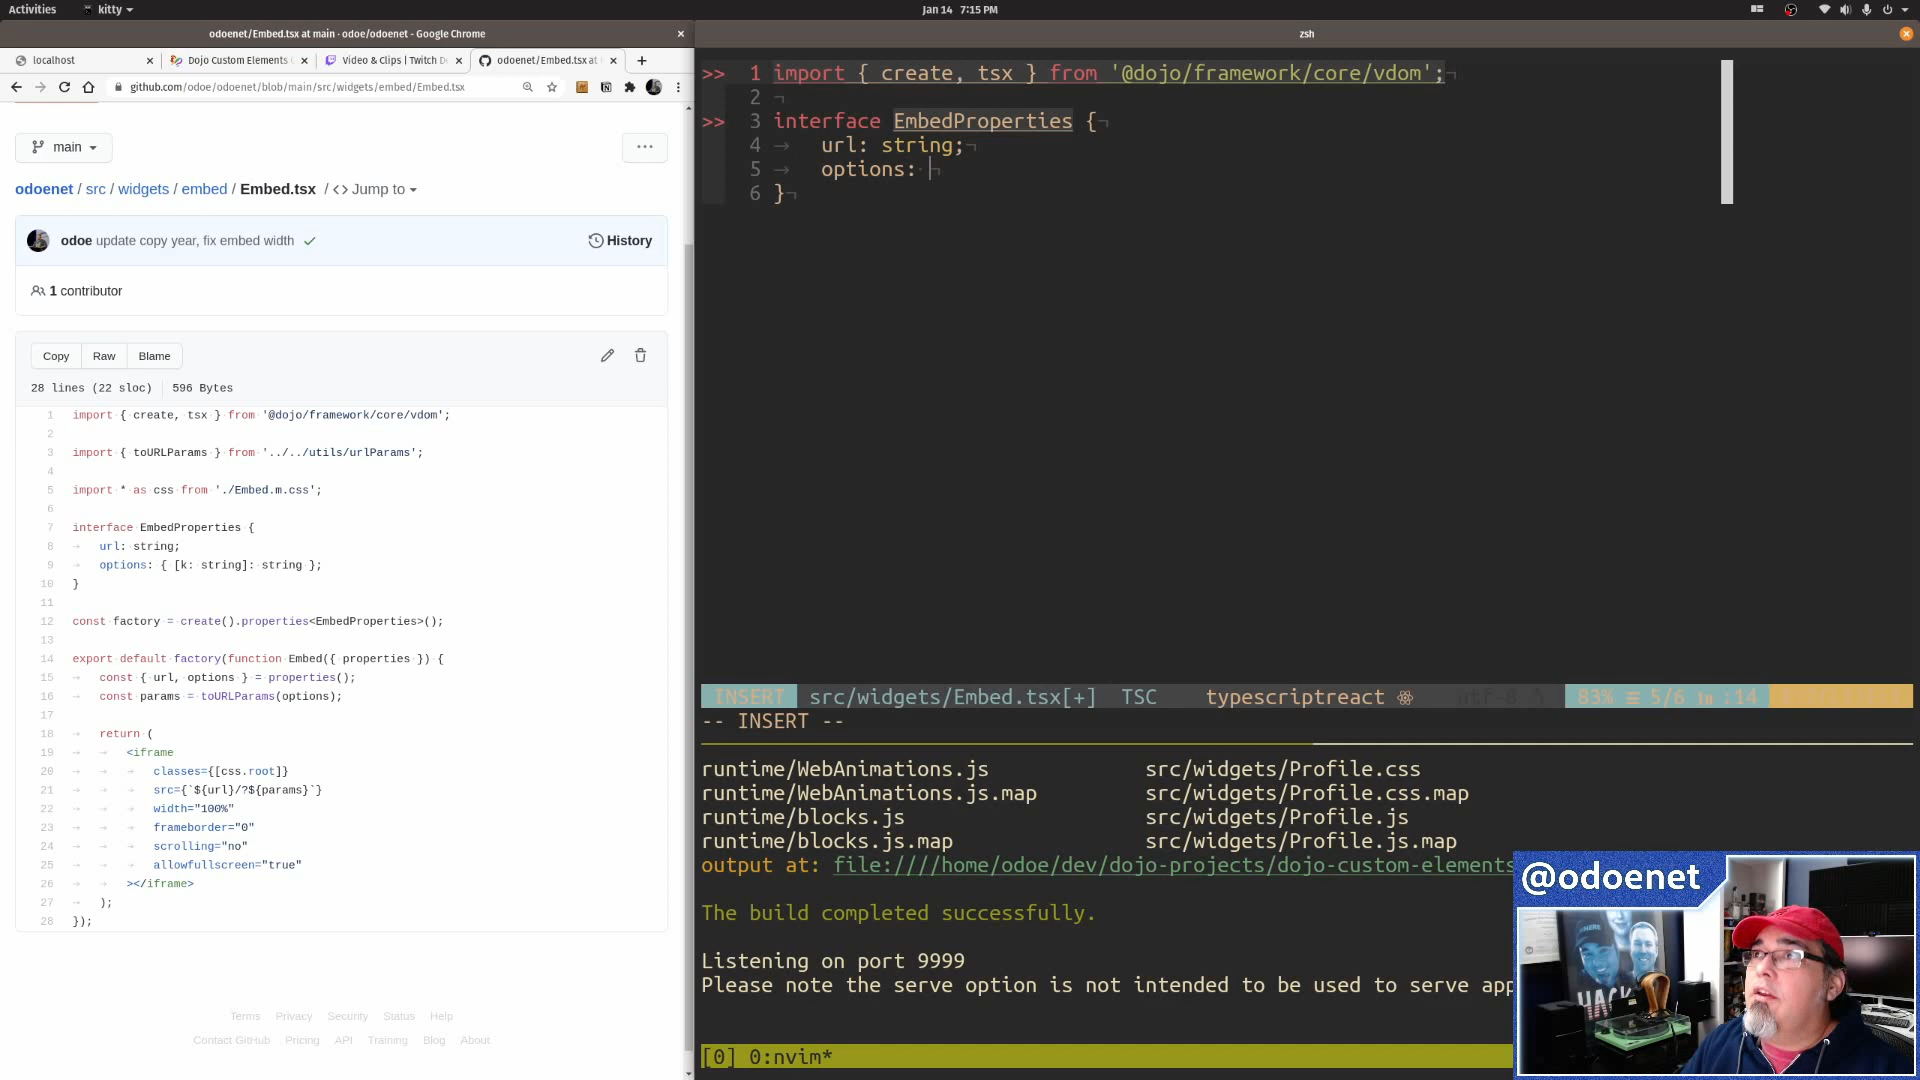 Activities
kitty
Jan 14 7:15 PM
odoenet/Embed.tsx at main · odoe/odoenet - Google Chrome
localhost
Dojo Custom Elements
Video & Clips | Twitch D
odoenet/Embed.tsx at
github.com/odoe/odoenet/blob/main/src/widgets/embed/Embed.tsx
main
odoenet / src / widgets / embed / Embed.tsx / <> Jump to
odoe update copy year, fix embed width
History
1 contributor
Copy
Raw
Blame
28 lines (22 sloc)
596 Bytes
1 import { create, tsx } from '@dojo/framework/core/vdom';
2
3 import { toURLParams } from '../../utils/urlParams';
4
5 import * as css from './Embed.m.css';
6
7 interface EmbedProperties {
8 url: string;
9 options: { [k: string]: string };
10 }
11
12 const factory = create().properties<EmbedProperties>();
13
14 export default factory(function Embed({ properties }) {
15 const { url, options } = properties();
16 const params = toURLParams(options);
17
18 return (
19 <iframe
20 classes={[css.root]}
21 src={`${url}/?${params}`}
22 width="100%"
23 frameborder="0"
24 scrolling="no"
25 allowfullscreen="true"
26 ></iframe>
27 );
28 });
Terms Privacy Security Status Help
Contact GitHub Pricing API Training Blog About
zsh
>> 1 import { create, tsx } from '@dojo/framework/core/vdom';¬
2 ¬
>> 3 interface EmbedProperties {¬
4 → url: string;¬
5 → options: ¬
6 }¬
INSERT src/widgets/Embed.tsx[+] TSC typescriptreact utf-8 83% ≡ 5/6 ln :14
-- INSERT --
runtime/WebAnimations.js src/widgets/Profile.css
runtime/WebAnimations.js.map src/widgets/Profile.css.map
runtime/blocks.js src/widgets/Profile.js
runtime/blocks.js.map src/widgets/Profile.js.map
output at: file:////home/odoe/dev/dojo-projects/dojo-custom-elements
The build completed successfully.
Listening on port 9999
Please note the serve option is not intended to be used to serve app
[0] 0:nvim*
@odoenet
HACK